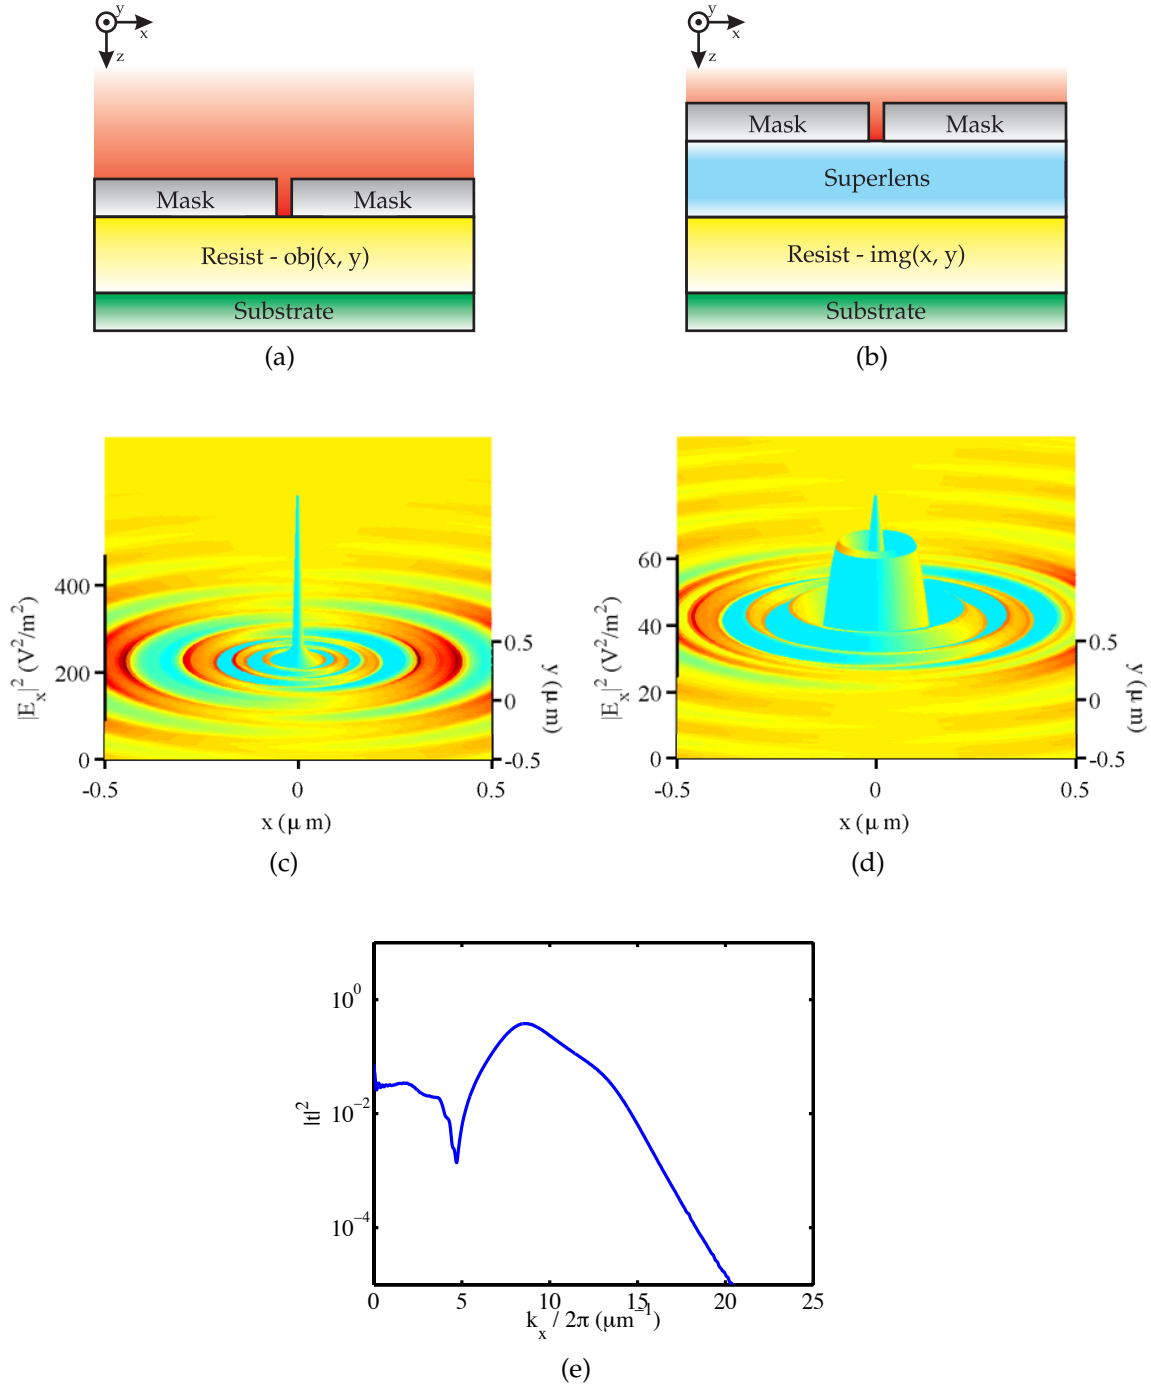 y y
x x
z z
Mask Mask
Mask Mask
Superlens
Resist - obj(x, y)
Resist - img(x, y)
Substrate
Substrate
(a)
(b)
|E_x|^2 (V^2/m^2)
400
200
0
0.5
0
-0.5
y (μ m)
-0.5 0 0.5
x (μ m)
(c)
|E_x|^2 (V^2/m^2)
60
40
20
0
0.5
0
-0.5
y (μ m)
-0.5 0 0.5
x (μ m)
(d)
|t|^2
10^0
10^-2
10^-4
0 5 10 15 20 25
k_x / 2π (μm^-1)
(e)